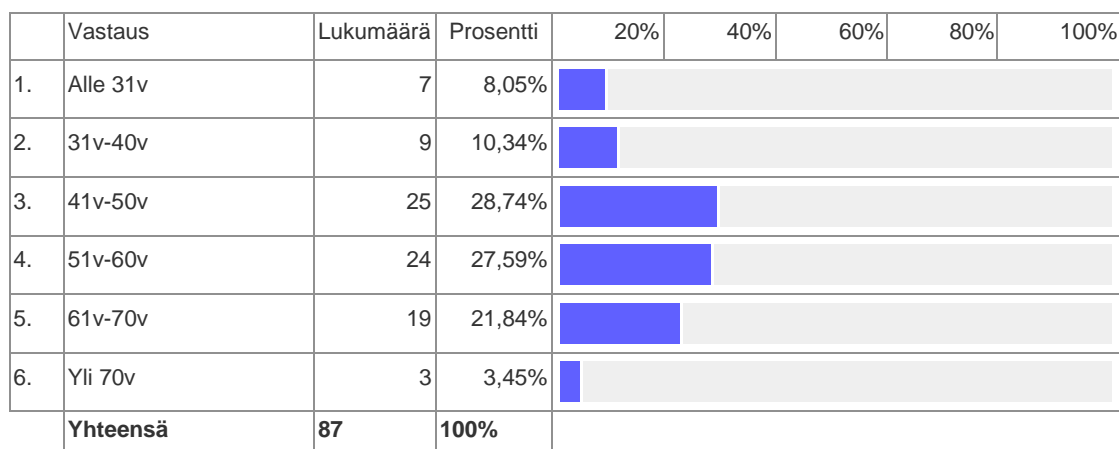 Vastaus Lukumäärä Prosentti 20% 40% 60% 80% 100%
1. Alle 31v 7 8,05%
2. 31v-40v 9 10,34%
3. 41v-50v 25 28,74%
4. 51v-60v 24 27,59%
5. 61v-70v 19 21,84%
6. Yli 70v 3 3,45%
Yhteensä 87 100%